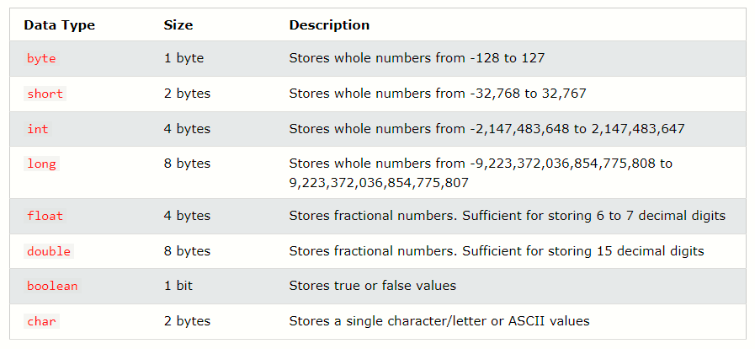 Data Type Size Description
byte 1 byte Stores whole numbers from -128 to 127
short 2 bytes Stores whole numbers from -32,768 to 32,767
int 4 bytes Stores whole numbers from -2,147,483,648 to 2,147,483,647
long 8 bytes Stores whole numbers from -9,223,372,036,854,775,808 to
9,223,372,036,854,775,807
float 4 bytes Stores fractional numbers. Sufficient for storing 6 to 7 decimal digits
double 8 bytes Stores fractional numbers. Sufficient for storing 15 decimal digits
boolean 1 bit Stores true or false values
char 2 bytes Stores a single character/letter or ASCII values